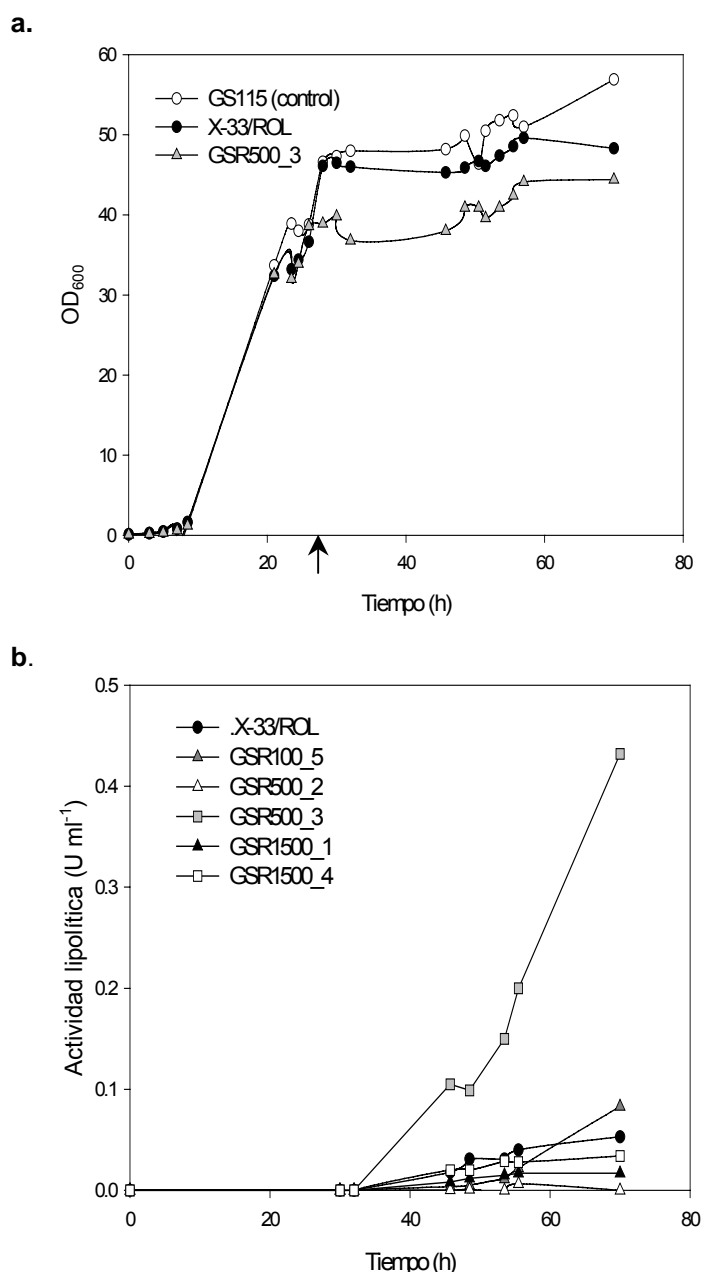 a.
60
50
40
30
20
10
0
OD600
GS115 (control)
X-33/ROL
GSR500_3
0 20 40 60 80
Tiempo (h)
b.
0.5
0.4
0.3
0.2
0.1
0.0
Actividad lipolítica (U ml-1)
.X-33/ROL
GSR100_5
GSR500_2
GSR500_3
GSR1500_1
GSR1500_4
0 20 40 60 80
Tiempo (h)